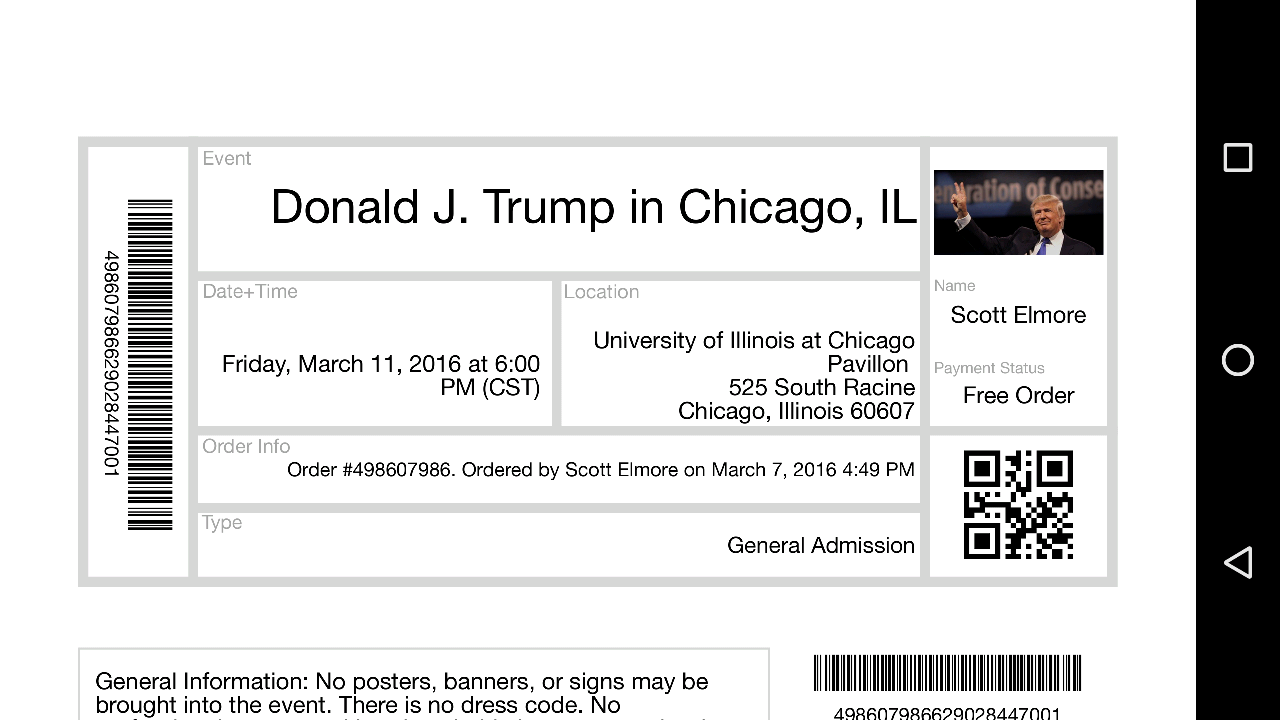 Event
Donald J. Trump in Chicago, IL
Date+Time
Friday, March 11, 2016 at 6:00
PM (CST)
Location
University of Illinois at Chicago
Pavillon
525 South Racine
Chicago, Illinois 60607
Order Info
Order #498607986. Ordered by Scott Elmore on March 7, 2016 4:49 PM
Type
General Admission
Name
Scott Elmore
Payment Status
Free Order
498607986629028447001
General Information: No posters, banners, or signs may be
brought into the event. There is no dress code. No
498607986629028447001